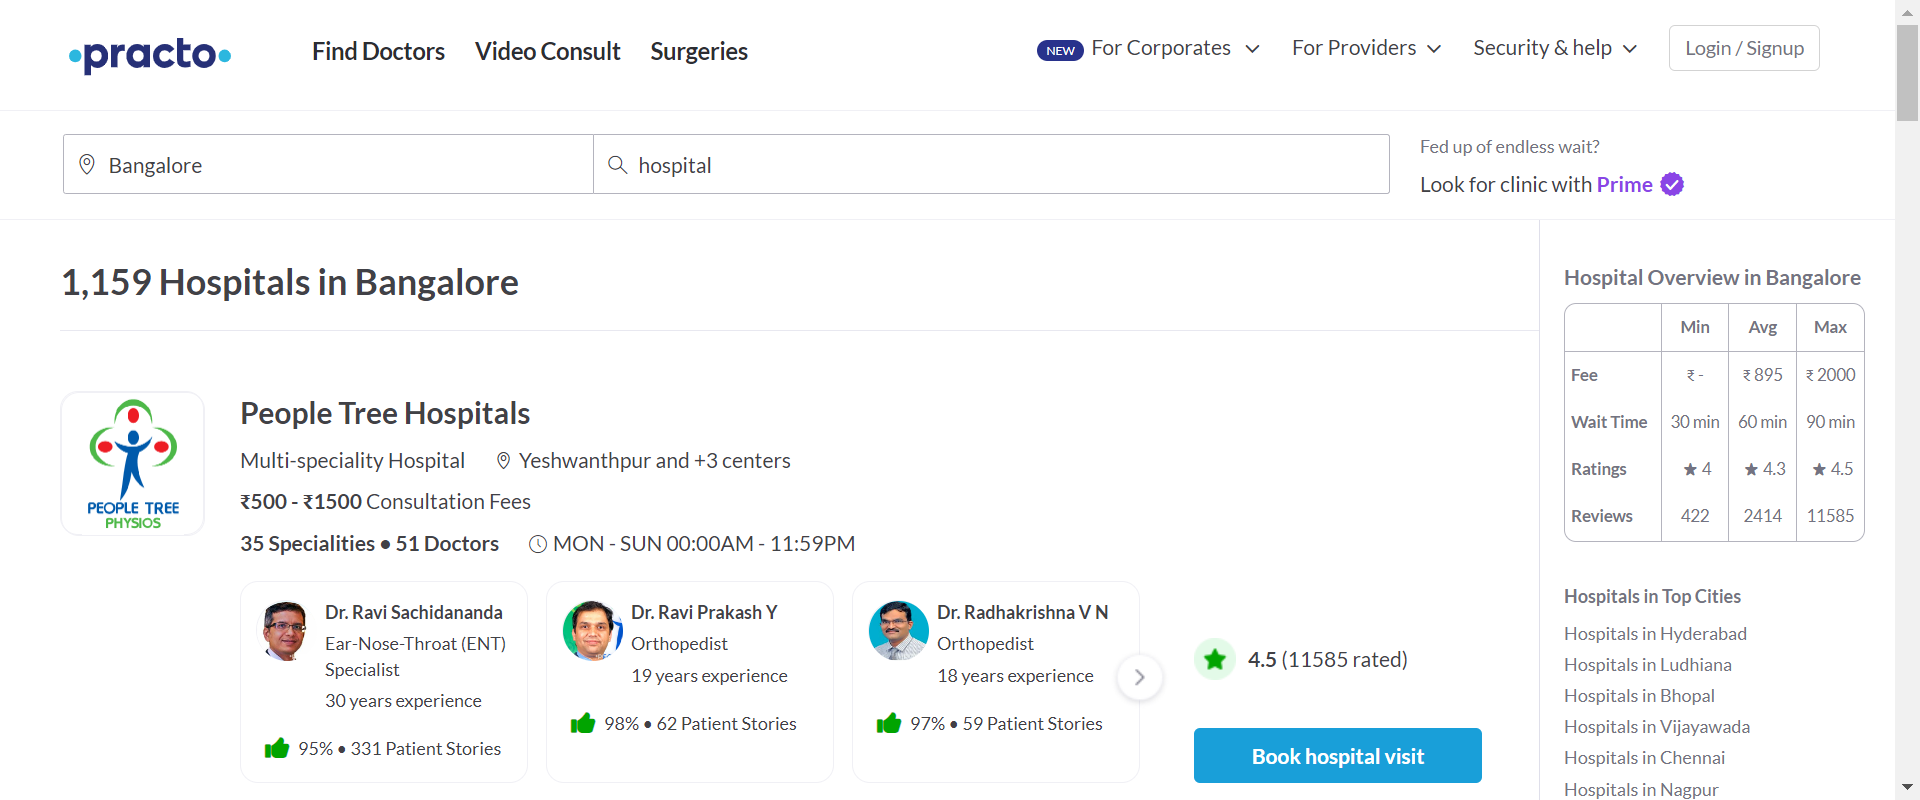 practo
Find Doctors
Video Consult
Surgeries
NEW For Corporates
For Providers
Security & help
Login / Signup
Bangalore
hospital
Fed up of endless wait?
Look for clinic with Prime
1,159 Hospitals in Bangalore
PEOPLE TREE
PHYSIOS
People Tree Hospitals
Multi-speciality Hospital
Yeshwanthpur and +3 centers
₹500 - ₹1500 Consultation Fees
35 Specialities • 51 Doctors
MON - SUN 00:00AM - 11:59PM
Dr. Ravi Sachidananda
Ear-Nose-Throat (ENT)
Specialist
30 years experience
95% • 331 Patient Stories
Dr. Ravi Prakash Y
Orthopedist
19 years experience
98% • 62 Patient Stories
Dr. Radhakrishna V N
Orthopedist
18 years experience
97% • 59 Patient Stories
4.5 (11585 rated)
Book hospital visit
Hospital Overview in Bangalore
Min Avg Max
Fee ₹ - ₹ 895 ₹ 2000
Wait Time 30 min 60 min 90 min
Ratings ★ 4 ★ 4.3 ★ 4.5
Reviews 422 2414 11585
Hospitals in Top Cities
Hospitals in Hyderabad
Hospitals in Ludhiana
Hospitals in Bhopal
Hospitals in Vijayawada
Hospitals in Chennai
Hospitals in Nagpur